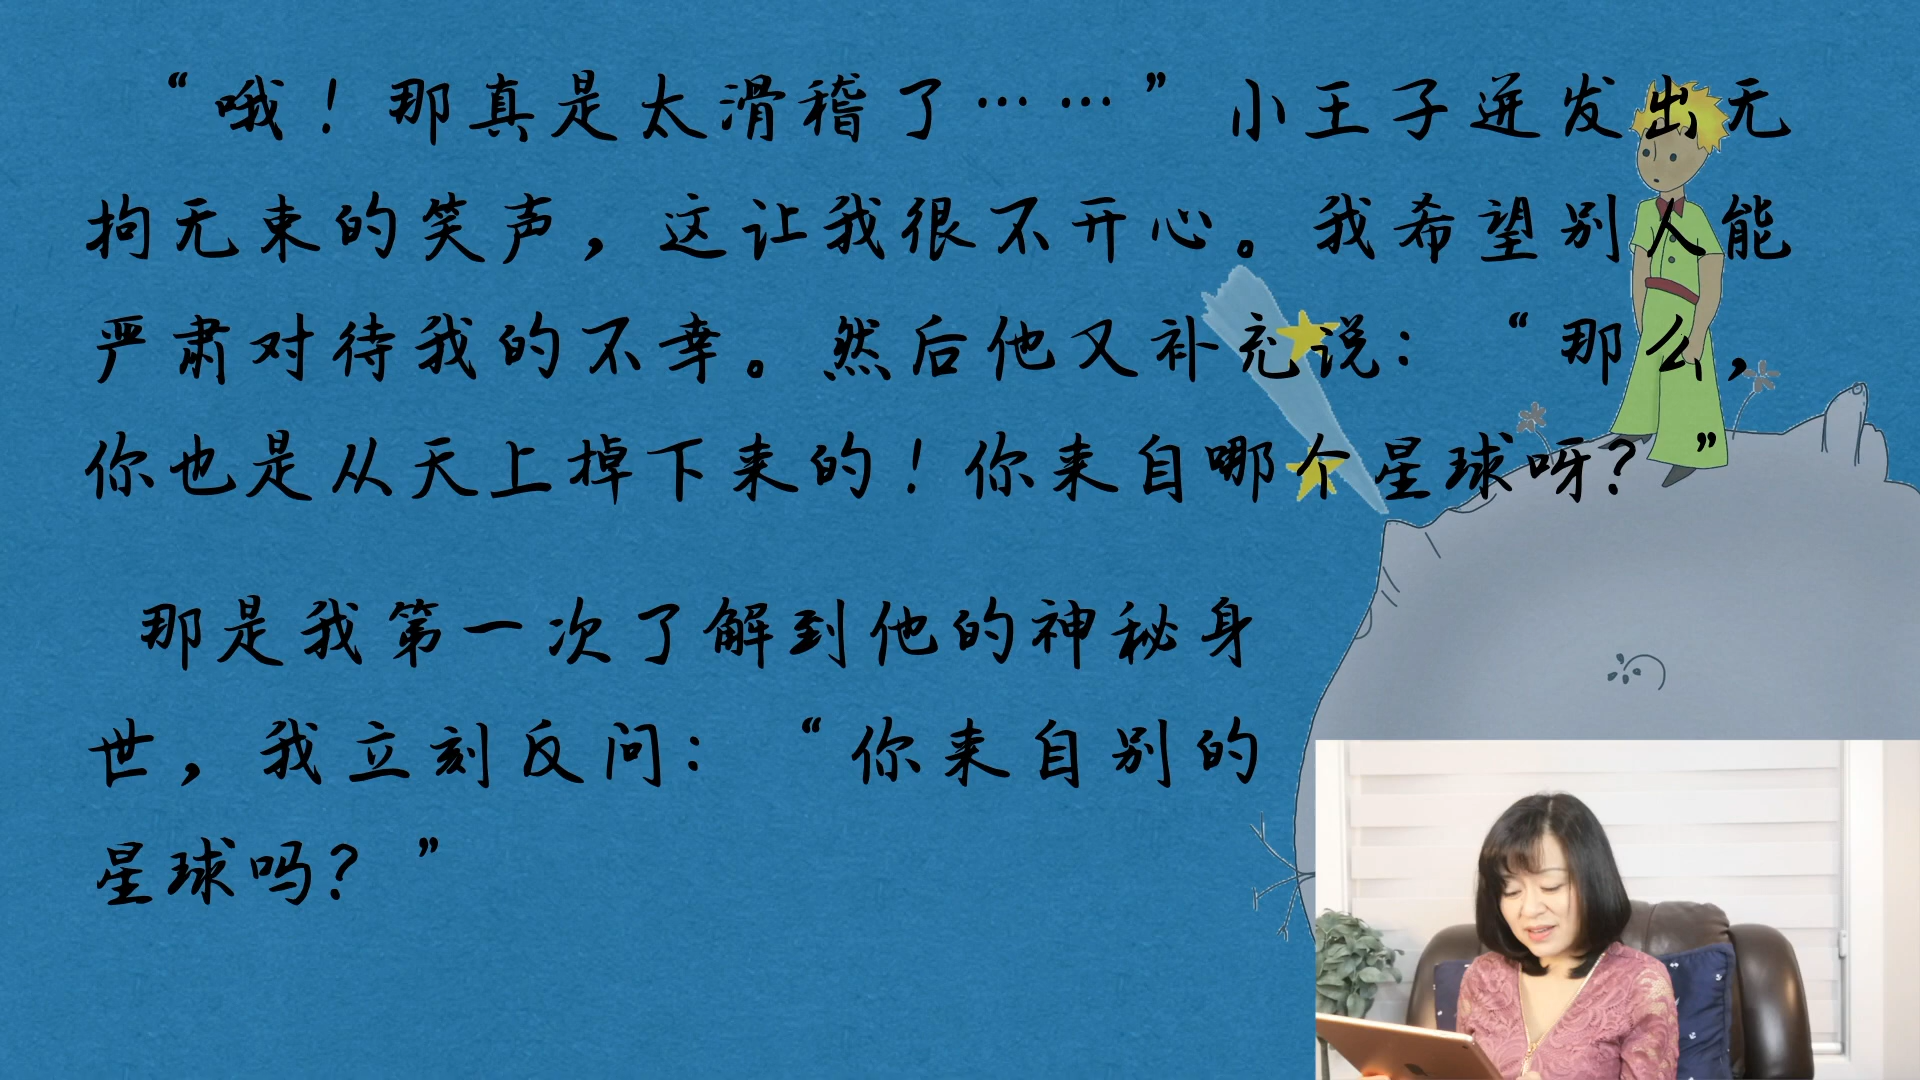 “哦！那真是太滑稽了……”小王子迸发出无
拘无束的笑声，这让我很不开心。我希望别人能
严肃对待我的不幸。然后他又补充说：“那么，
你也是从天上掉下来的！你来自哪个星球呀？”
那是我第一次了解到他的神秘身
世，我立刻反问：“你来自别的
星球吗？”